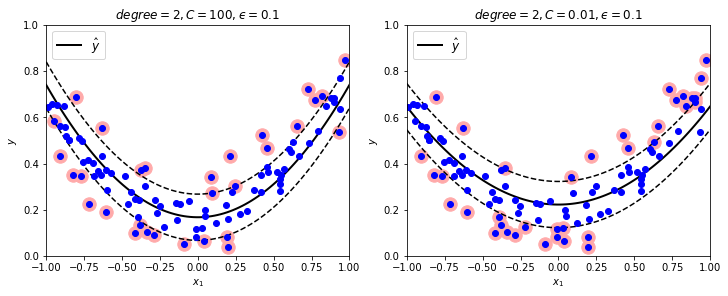 degree = 2, C = 100, ϵ = 0.1
ŷ
y
1.0
0.8
0.6
0.4
0.2
0.0
−1.00 −0.75 −0.50 −0.25 0.00 0.25 0.50 0.75 1.00
x₁
degree = 2, C = 0.01, ϵ = 0.1
ŷ
y
1.0
0.8
0.6
0.4
0.2
0.0
−1.00 −0.75 −0.50 −0.25 0.00 0.25 0.50 0.75 1.00
x₁